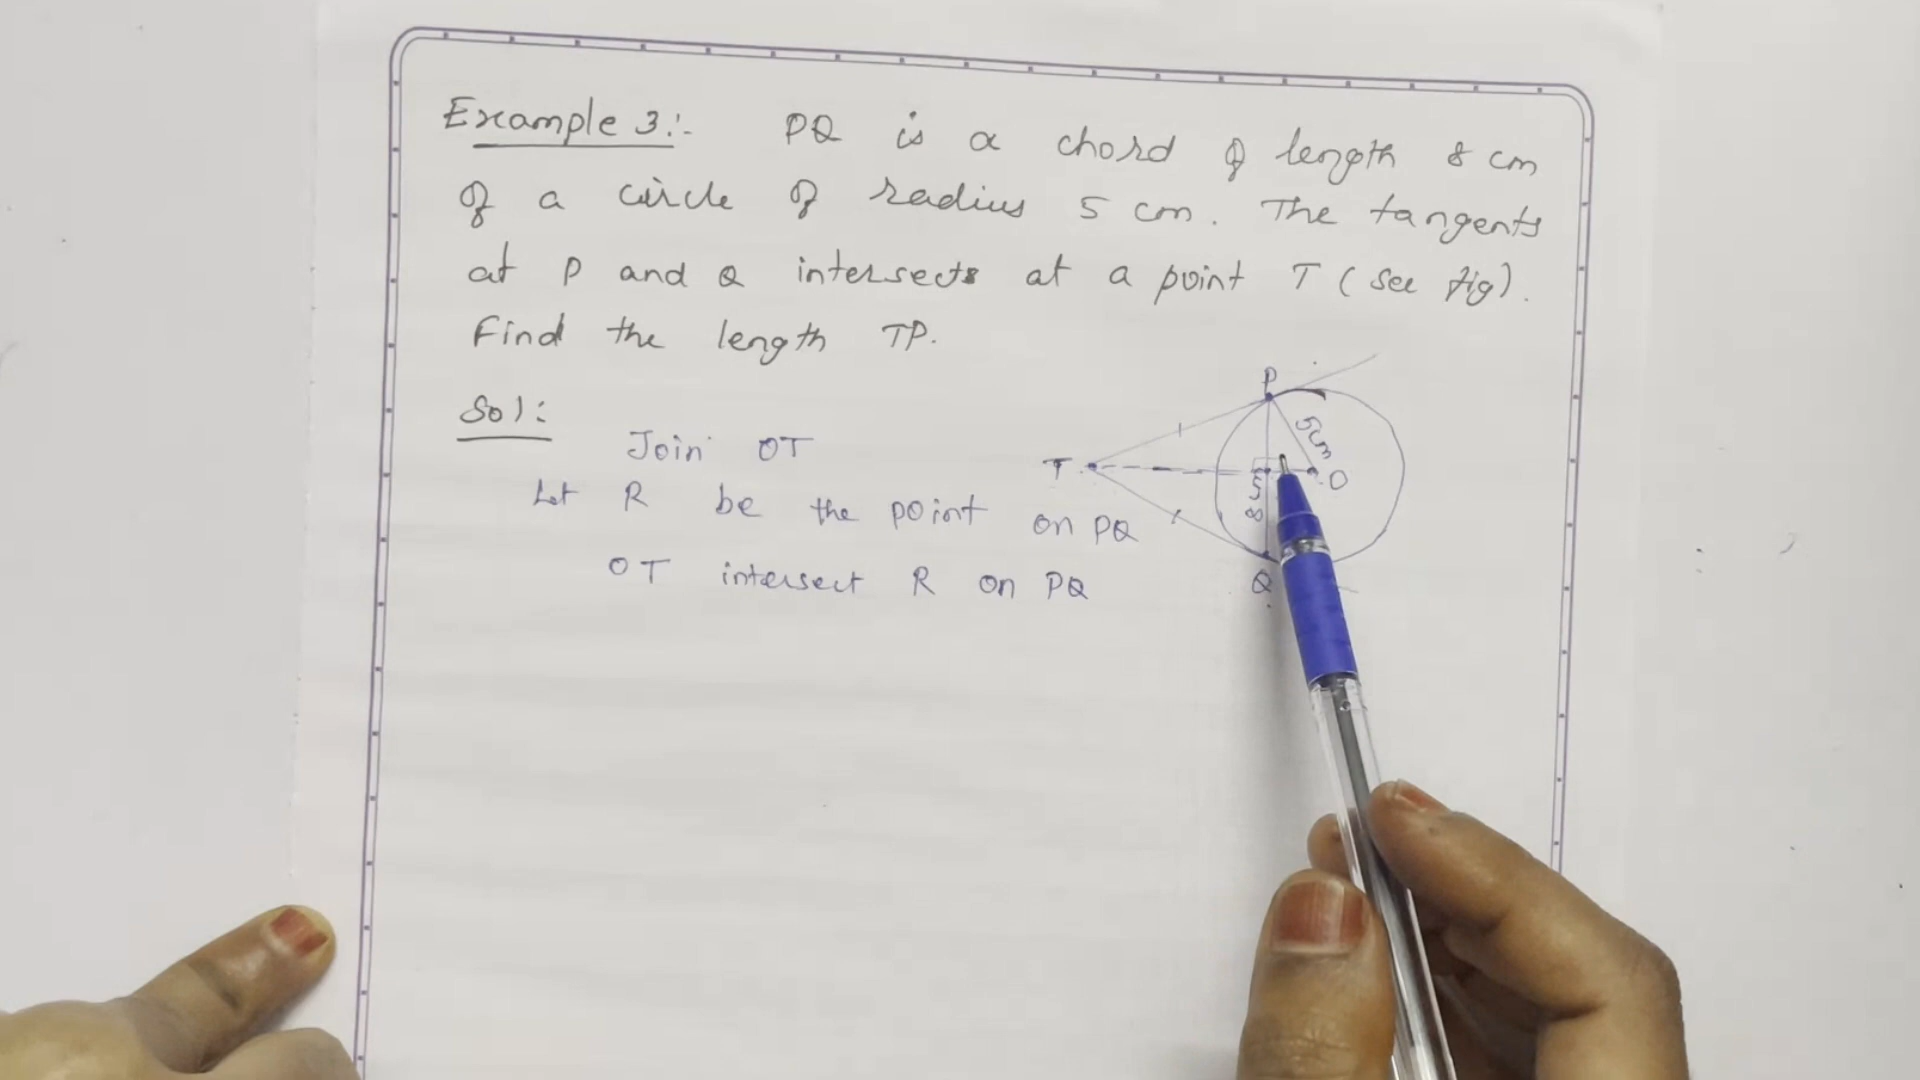 Example 3:- PQ is a chord of length 8 cm
of a circle of radius 5 cm. The tangents
at P and Q intersects at a point T (see fig).
Find the length TP.
Sol:
Join OT
Let R be the point on PQ
OT intersect R on PQ
P
5cm
T
O
8
Q